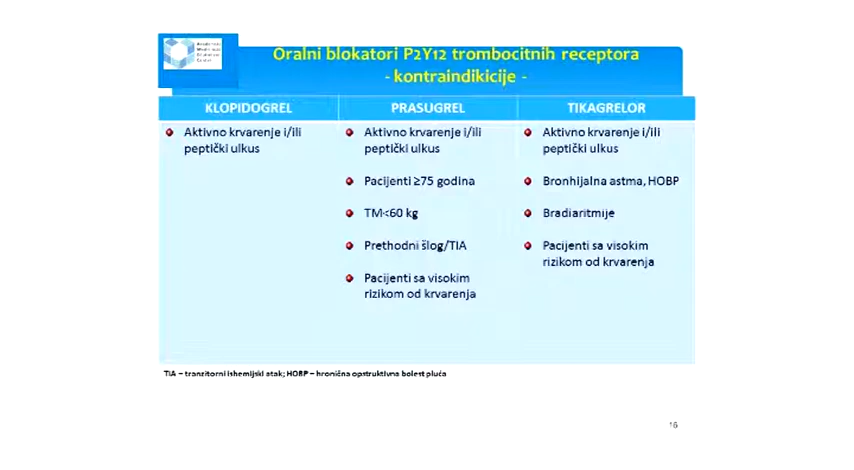 Oralni blokatori P2Y12 trombocitnih receptora
- kontraindikicije -
KLOPIDOGREL
Aktivno krvarenje i/ili
peptički ulkus
PRASUGREL
Aktivno krvarenje i/ili
peptički ulkus
Pacijenti ≥75 godina
TM<60 kg
Prethodni šlog/TIA
Pacijenti sa visokim
rizikom od krvarenja
TIKAGRELOR
Aktivno krvarenje i/ili
peptički ulkus
Bronhijalna astma, HOBP
Bradiaritmije
Pacijenti sa visokim
rizikom od krvarenja
TIA – tranzitorni ishemijski atak; HOBP – hronična opstruktivna bolest pluća
16